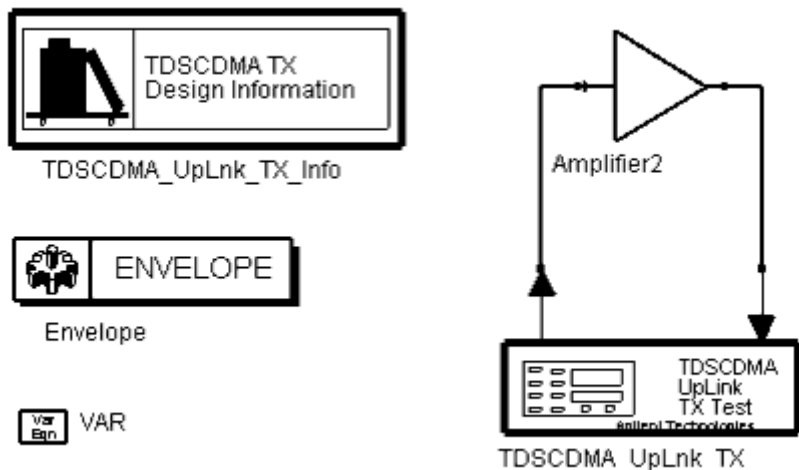 TDSCDMA TX
Design Information
TDSCDMA_UpLnk_TX_Info
ENVELOPE
Envelope
Var
Eqn
VAR
Amplifier2
TDSCDMA
UpLink
TX Test
Agilent Technologies
TDSCDMA_UpLnk_TX